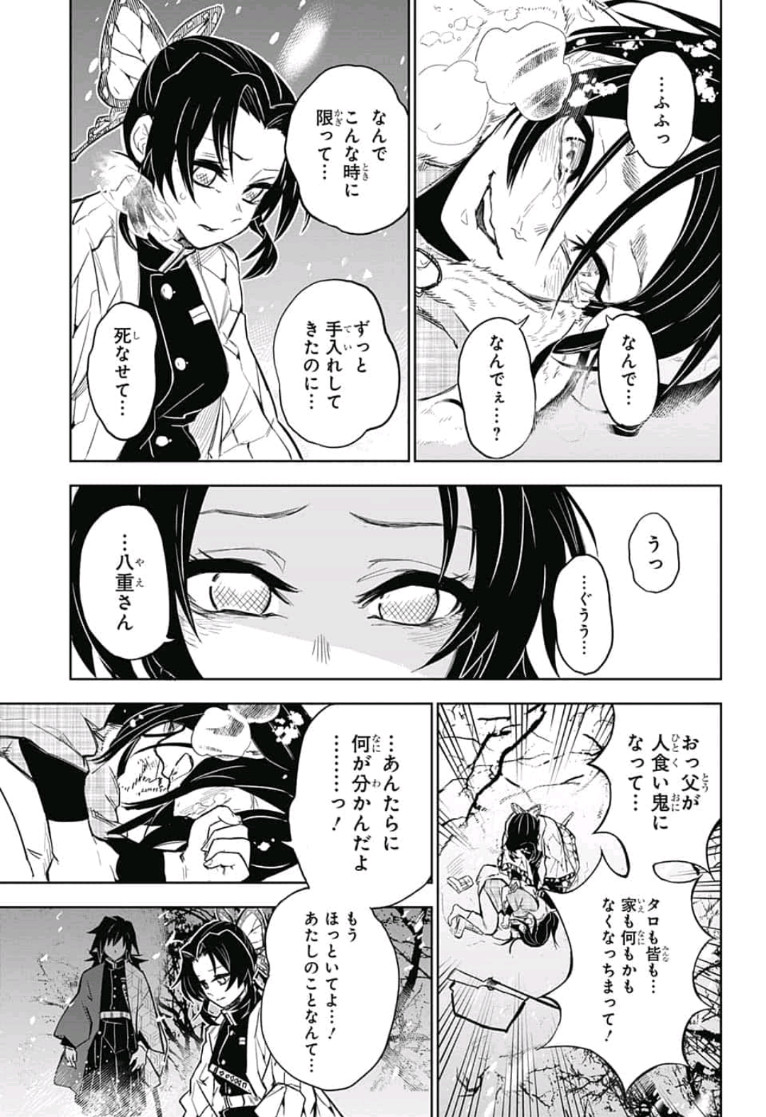 …ふふっ
なんで…
なんでぇ…?
なんで
こんな時に
限って…
ずっと
手入れして
きたのに…
死なせて…
うっ
…ぐうう…
…八重さん
おっ父が
人食い鬼に
なって…
タロも皆も…
家も何もかも
なくなっちまって!
…あんたらに
何が分かんだよ
………っ!
もう
ほっといてよ…!
あたしのことなんて…